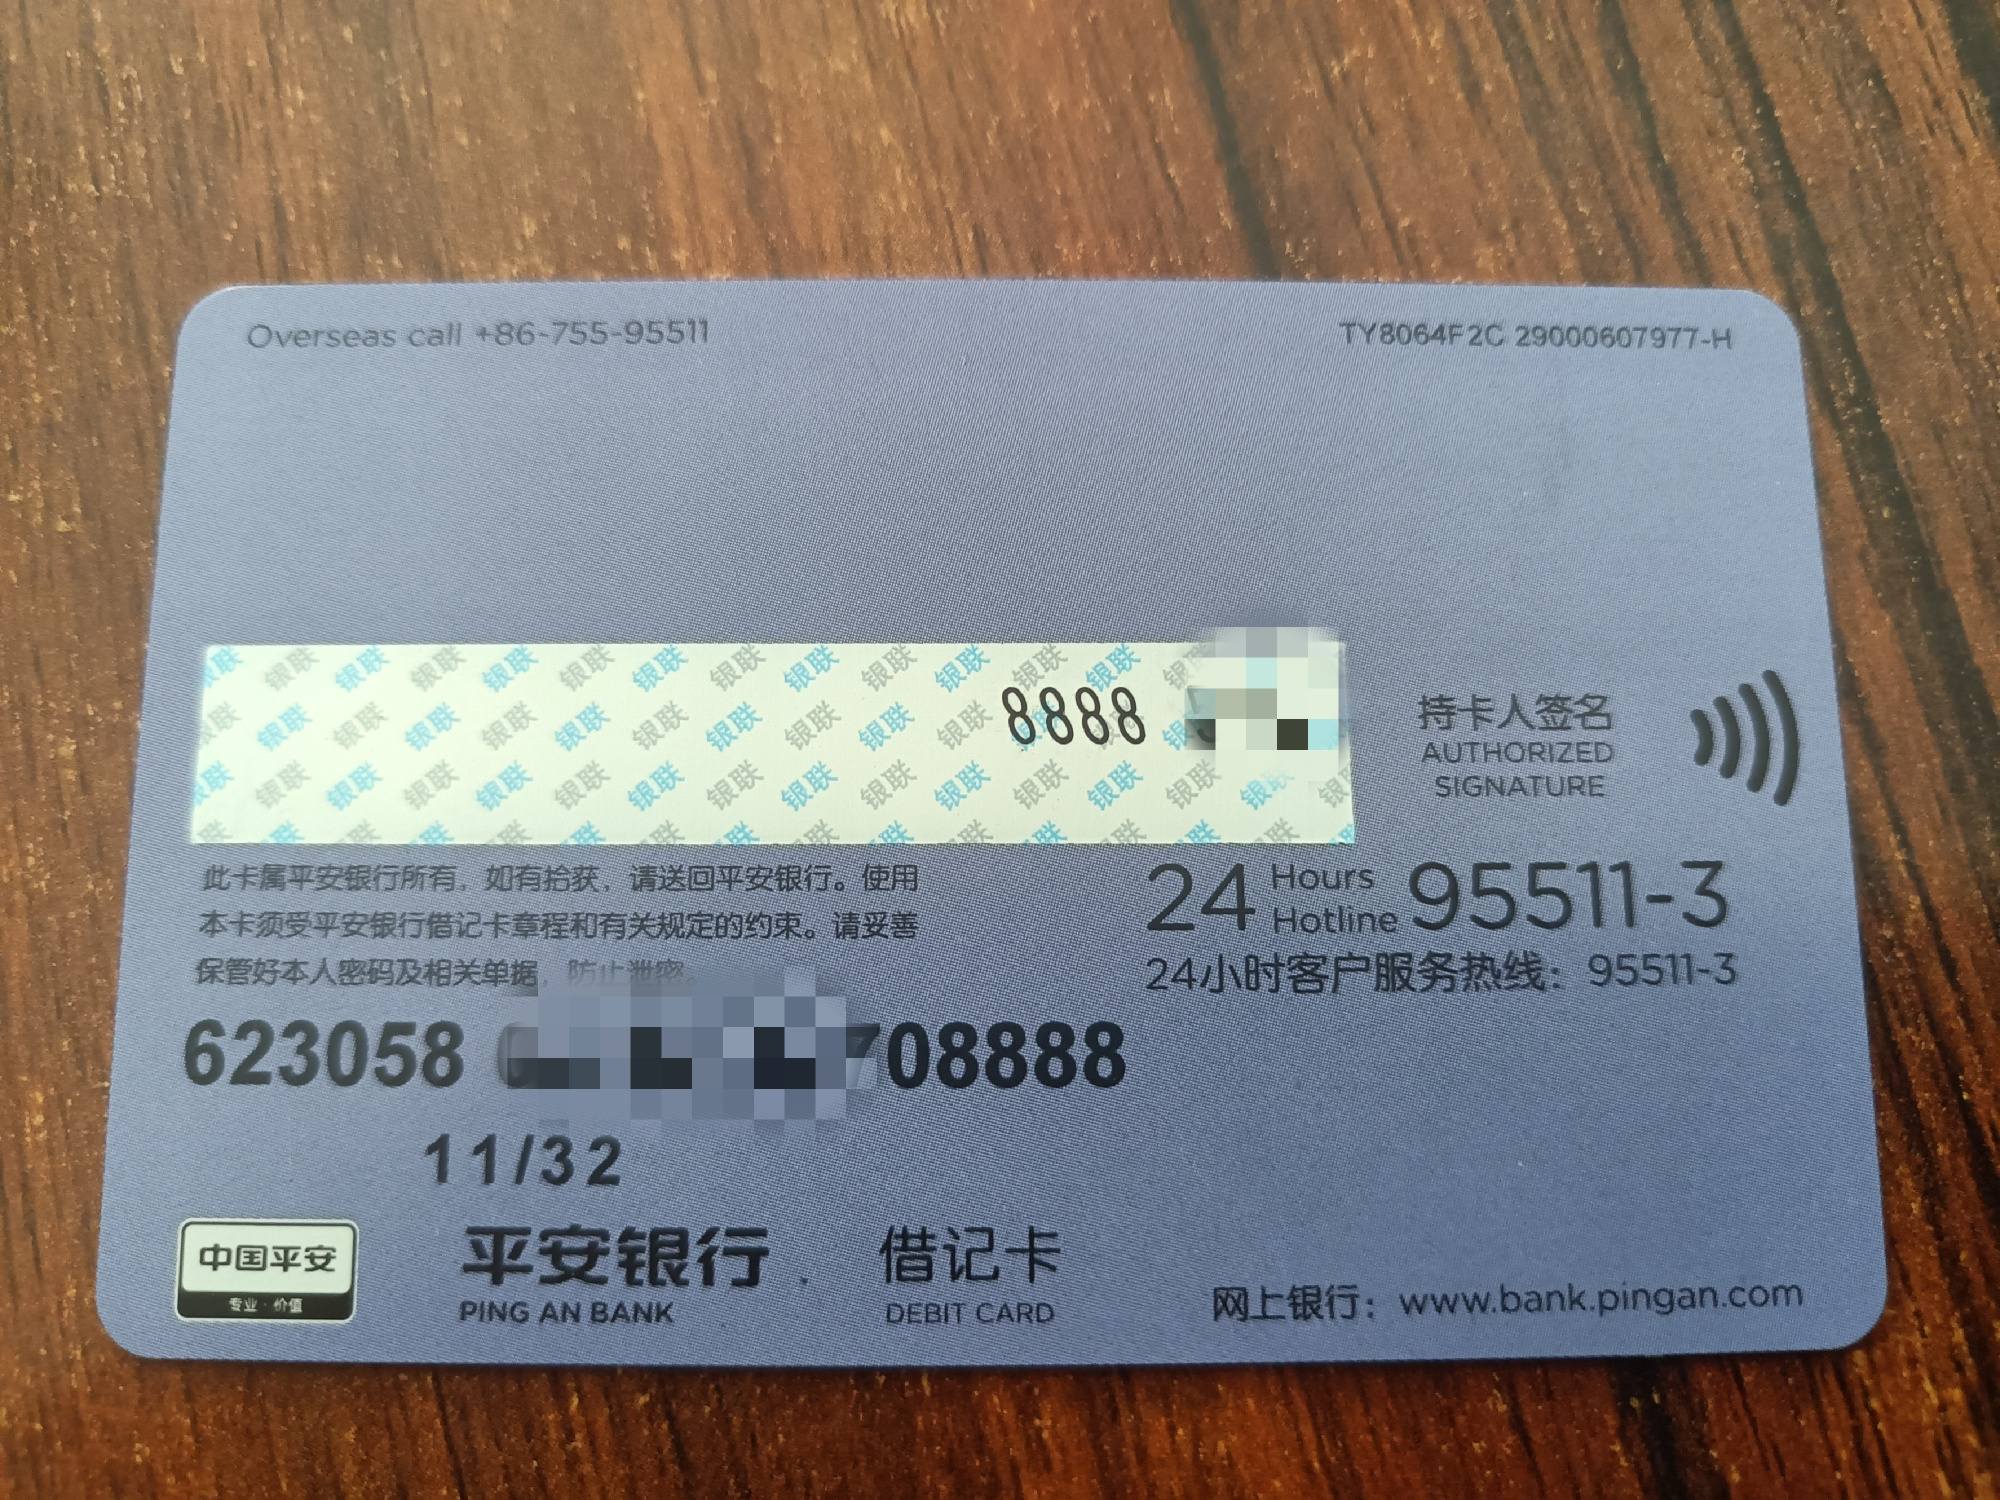 Overseas call +86-755-95511
TY8064F2C 29000607977-H
银联
8888
持卡人签名
AUTHORIZED
SIGNATURE
此卡属平安银行所有，如有拾获，请送回平安银行。使用
本卡须受平安银行借记卡章程和有关规定的约束。请妥善
保管好本人密码及相关单据，防止泄密。
24 Hours Hotline 95511-3
24小时客户服务热线：95511-3
623058 708888
11/32
中国平安
专业·价值
平安银行
PING AN BANK
借记卡
DEBIT CARD
网上银行：www.bank.pingan.com